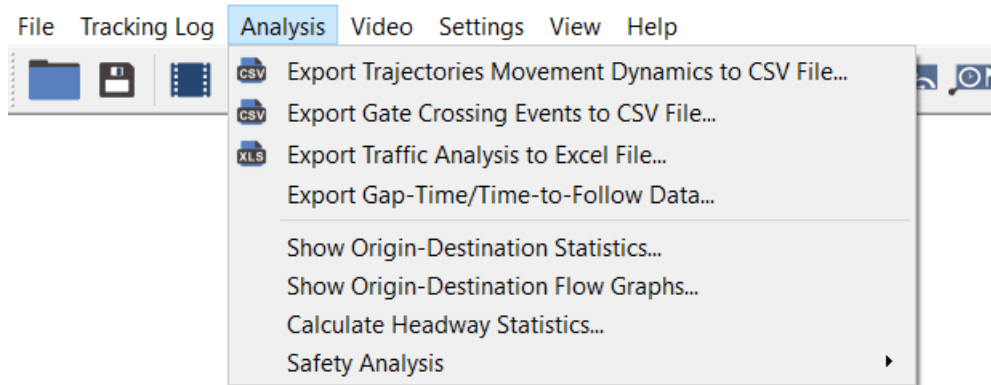 File Tracking Log Analysis Video Settings View Help
CSV Export Trajectories Movement Dynamics to CSV File...
CSV Export Gate Crossing Events to CSV File...
XLS Export Traffic Analysis to Excel File...
Export Gap-Time/Time-to-Follow Data...
Show Origin-Destination Statistics...
Show Origin-Destination Flow Graphs...
Calculate Headway Statistics...
Safety Analysis